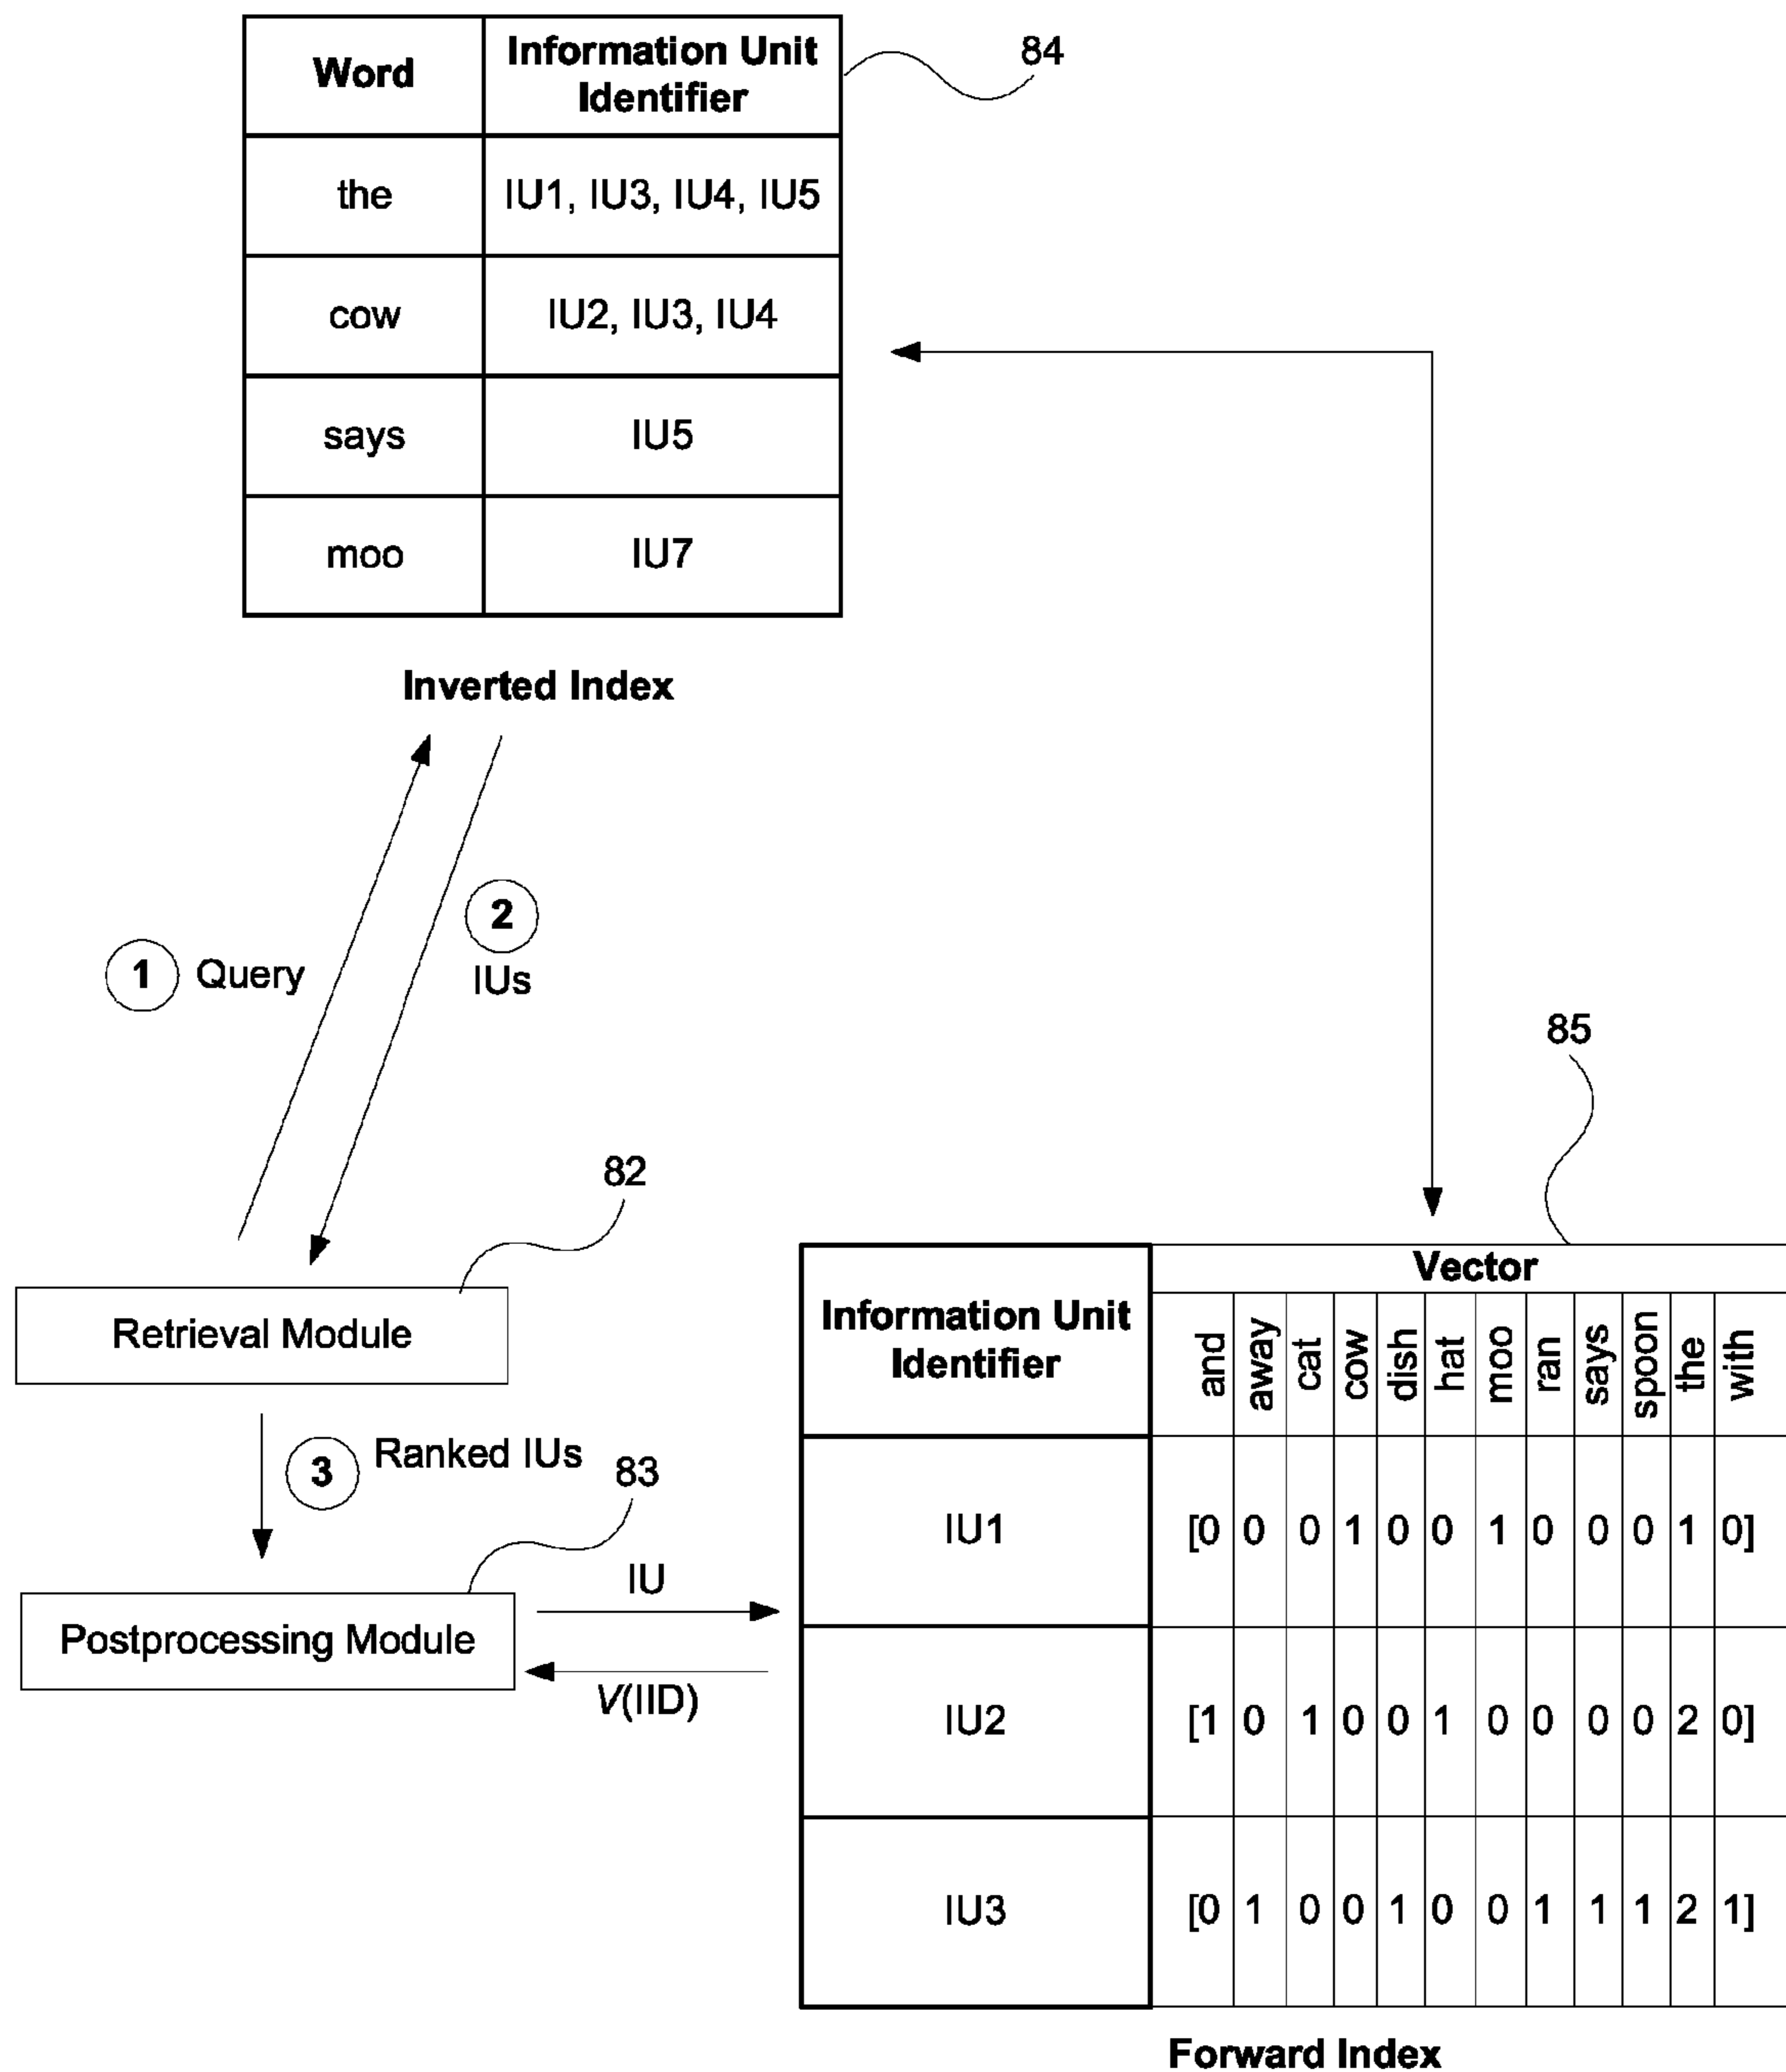 Word
Information Unit
Identifier
84
the
IU1, IU3, IU4, IU5
cow
IU2, IU3, IU4
says
IU5
moo
IU7
Inverted Index
1 Query
2
IUs
82
Retrieval Module
3 Ranked IUs
83
Postprocessing Module
IU
V(IID)
85
Information Unit
Identifier
Vector
and away cat cow dish hat moo ran says spoon the with
IU1 [0 0 0 1 0 0 1 0 0 0 1 0]
IU2 [1 0 1 0 0 1 0 0 0 0 2 0]
IU3 [0 1 0 0 1 0 0 1 1 1 2 1]
Forward Index